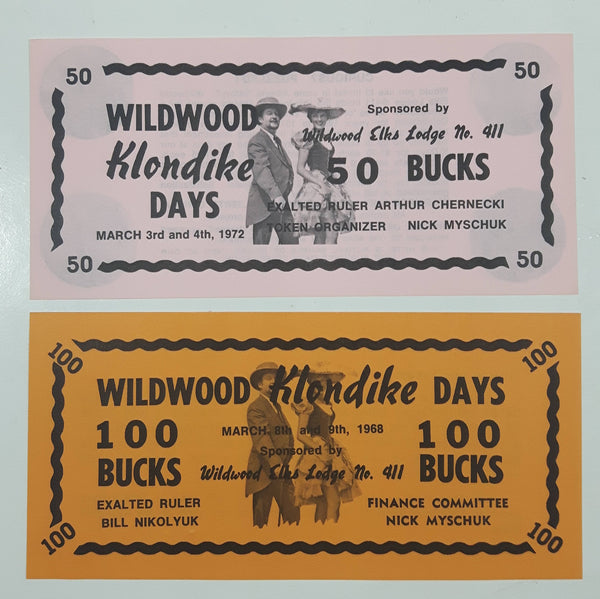 50 50
WILDWOOD
Klondike
DAYS
MARCH 3rd and 4th, 1972
Sponsored by
Wildwood Elks Lodge No. 411
50 BUCKS
EXALTED RULER ARTHUR CHERNECKI
TOKEN ORGANIZER NICK MYSCHUK
50 50
100 100
WILDWOOD Klondike DAYS
MARCH 8th and 9th, 1968
100 100
Sponsored by
BUCKS BUCKS
Wildwood Elks Lodge No. 411
EXALTED RULER
BILL NIKOLYUK
FINANCE COMMITTEE
NICK MYSCHUK
100 100